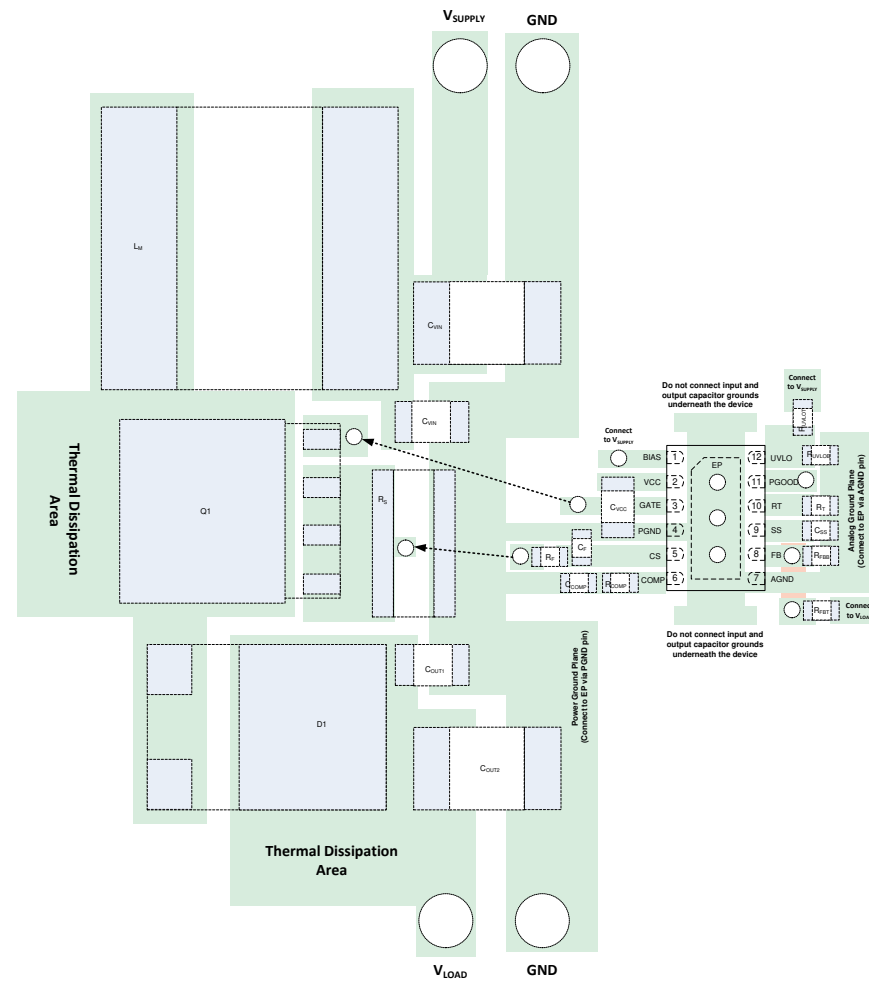 VSUPPLY
GND
LM
CVIN
CVIN
Thermal Dissipation
Area
Q1
RS
COUT1
D1
COUT2
Thermal Dissipation
Area
VLOAD
GND
Power Ground Plane
(Connect to EP via PGND pin)
Do not connect input and
output capacitor grounds
underneath the device
Connect
to VSUPPLY
RUVLOT
Connect
to VSUPPLY
BIAS
1
12
UVLO
RUVLOB
EP
VCC
2
11
PGOOD
CVCC
GATE
3
10
RT
RT
PGND
4
9
SS
CSS
CF
RF
CS
5
8
FB
RFBB
CCOMP
RCOMP
COMP
6
7
AGND
Analog Ground Plane
(Connect to EP via AGND pin)
RFBT
Connect
to VLOAD
Do not connect input and
output capacitor grounds
underneath the device